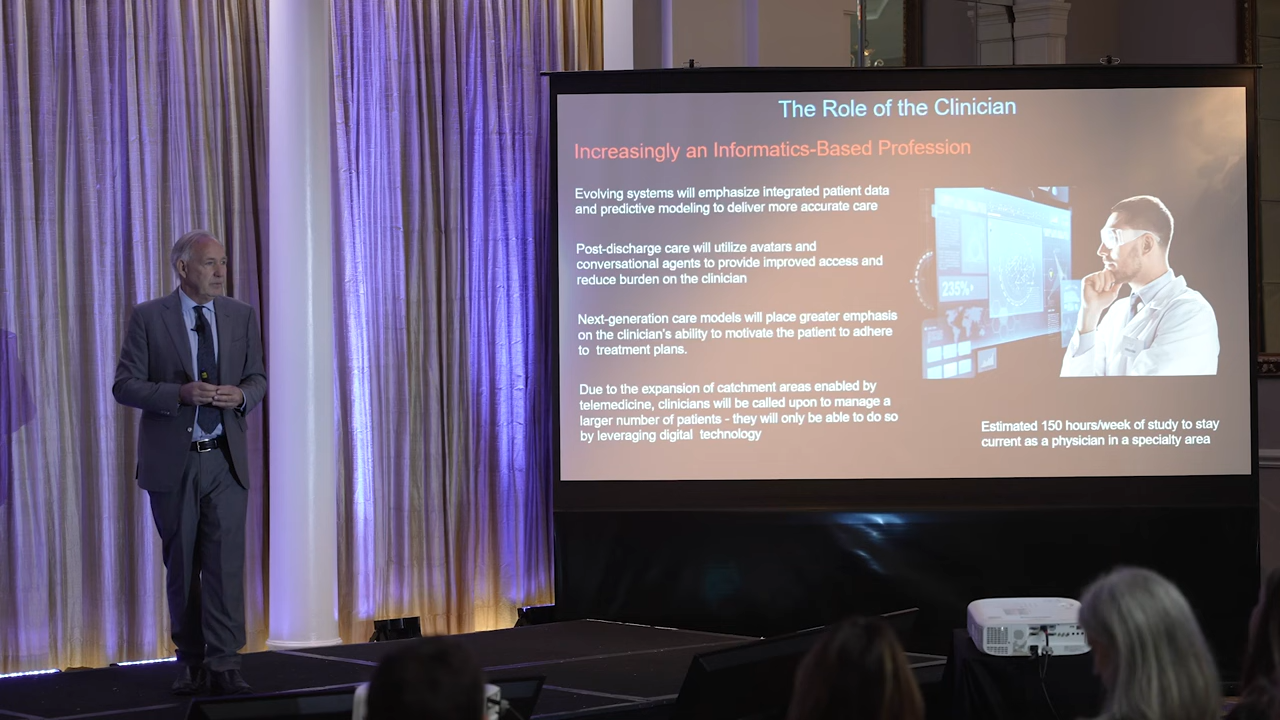 The Role of the Clinician
Increasingly an Informatics-Based Profession
Evolving systems will emphasize integrated patient data
and predictive modeling to deliver more accurate care
Post-discharge care will utilize avatars and
conversational agents to provide improved access and
reduce burden on the clinician
Next-generation care models will place greater emphasis
on the clinician's ability to motivate the patient to adhere
to  treatment plans.
Due to the expansion of catchment areas enabled by
telemedicine, clinicians will be called upon to manage a
larger number of patients - they will only be able to do so
by leveraging digital  technology
235%
Estimated 150 hours/week of study to stay
current as a physician in a specialty area